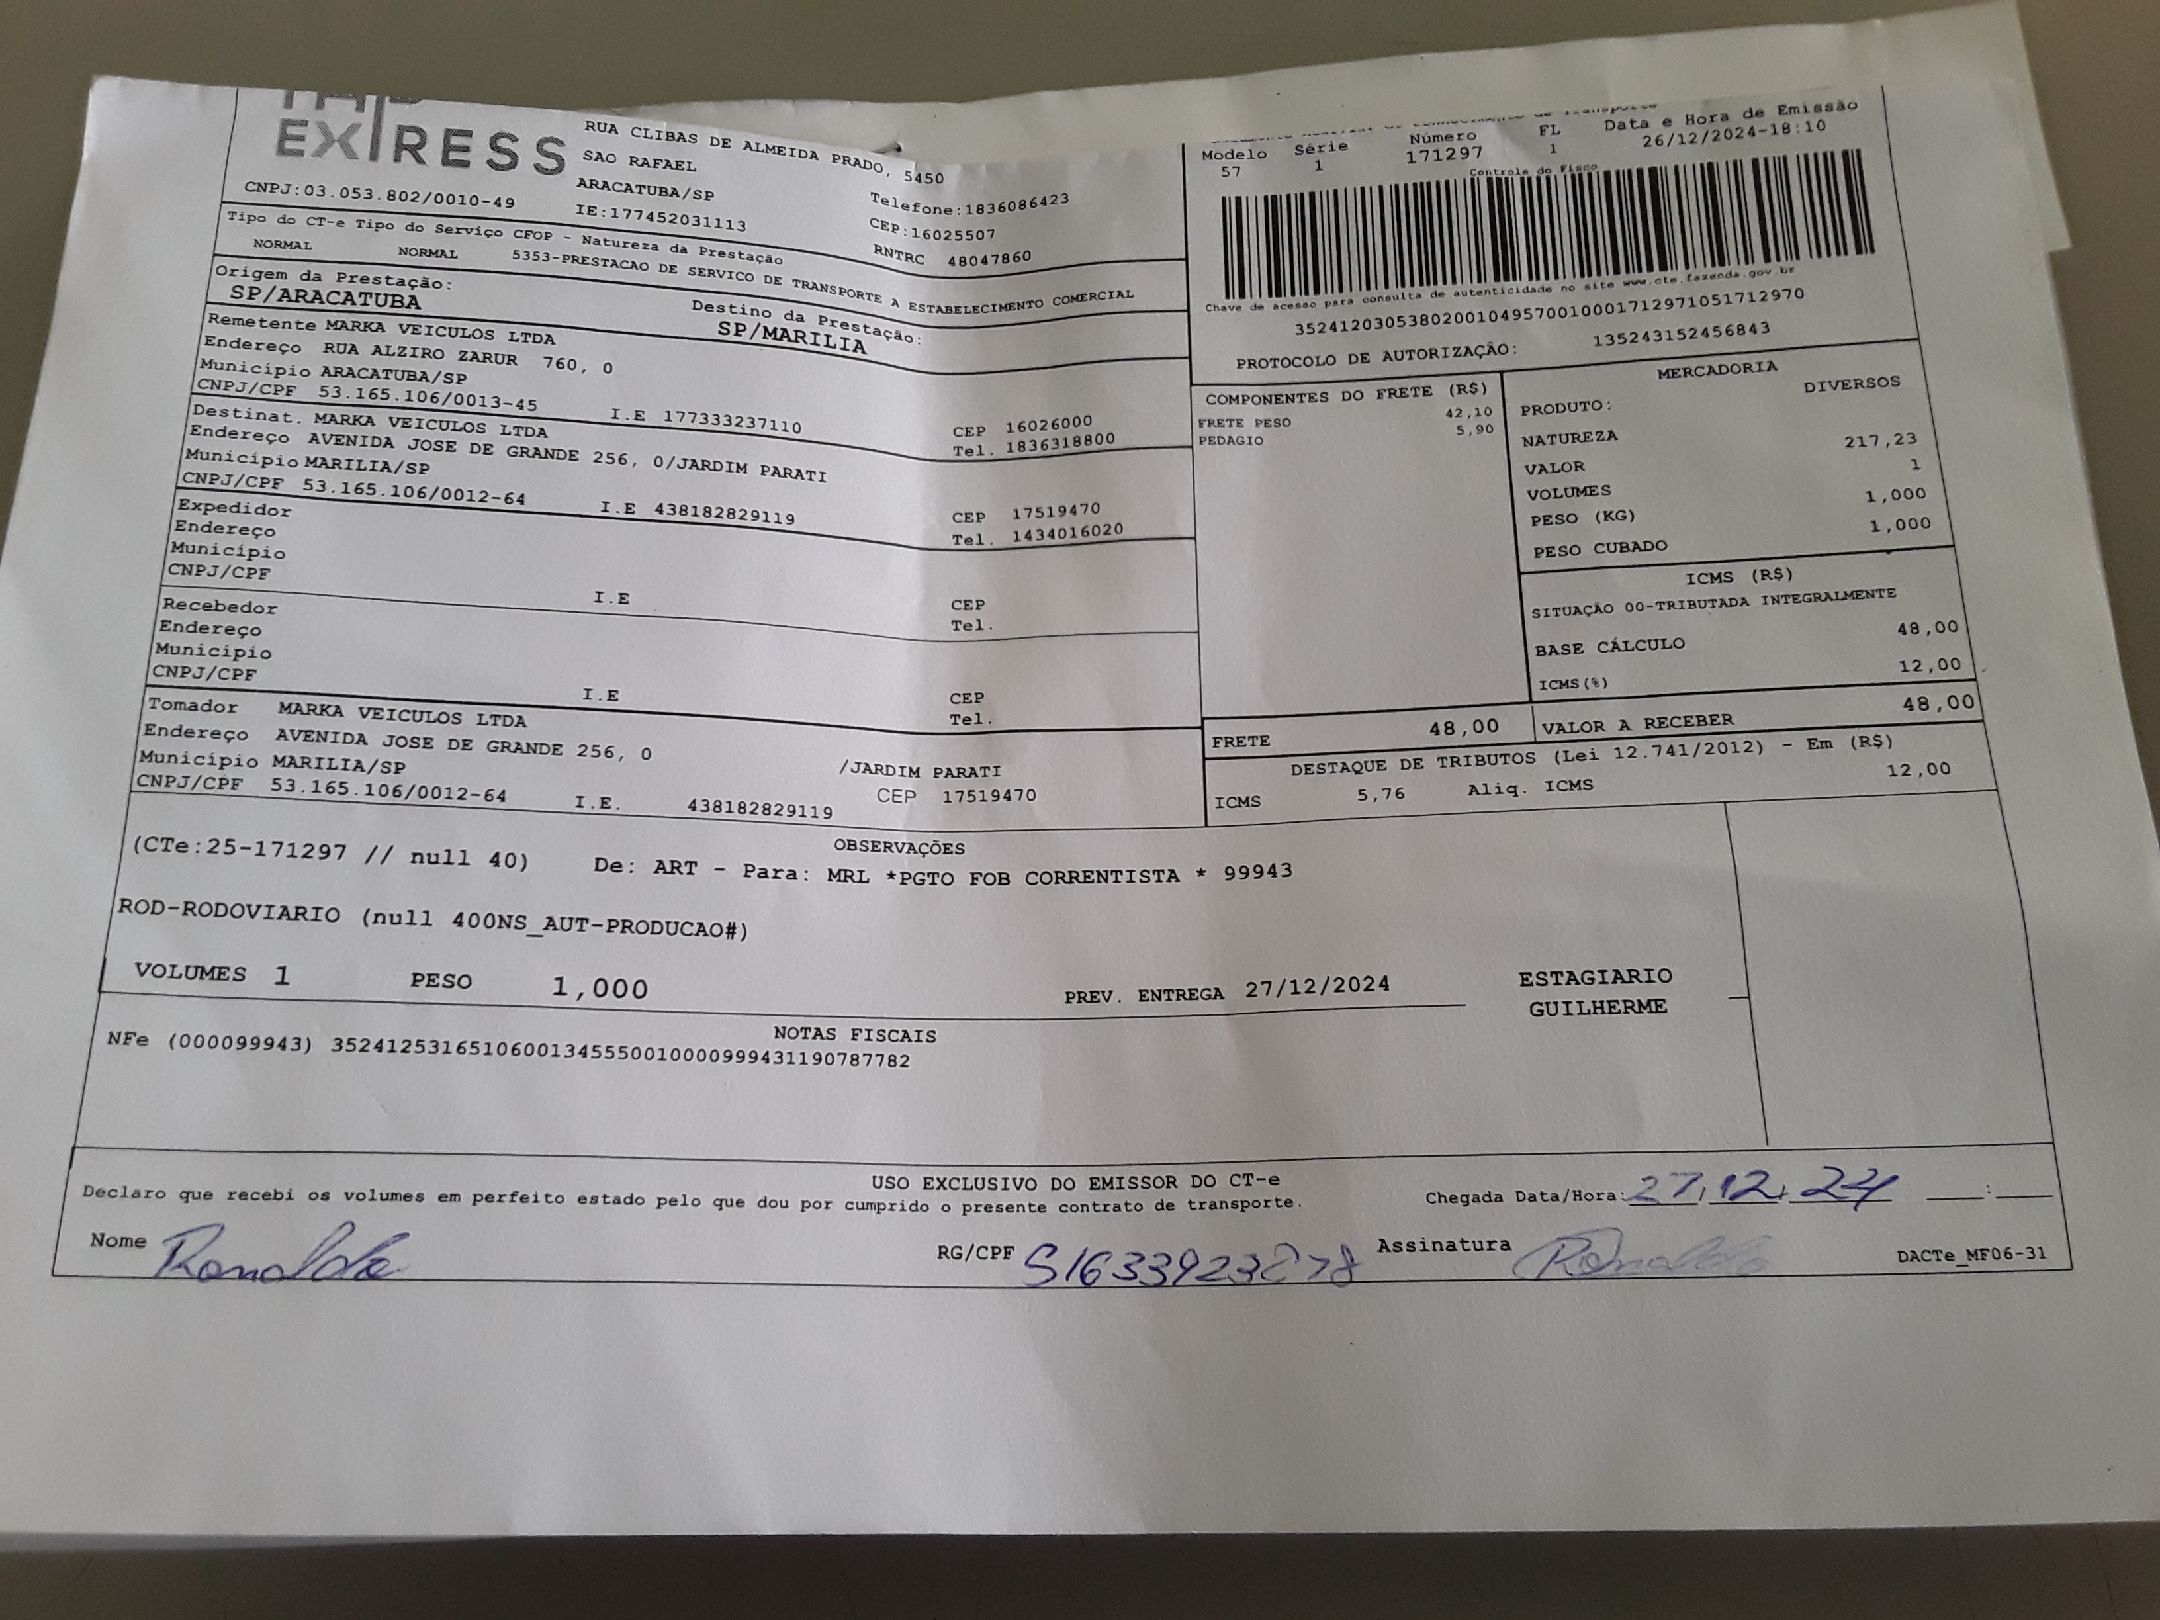 EXPRESS
RUA CLIBAS DE ALMEIDA PRADO, 5450
SAO RAFAEL
ARACATUBA/SP
Telefone:1836086423
CNPJ:03.053.802/0010-49
IE:177452031113
CEP:16025507
RNTRC 48047860
Modelo Série Número FL Data e Hora de Emissão
57 1 171297 1 26/12/2024-18:10
Controle do Fisco
Chave de acesso para consulta de autenticidade no site www.cte.fazenda.gov.br
35241203053802001049570010001712971051712970
PROTOCOLO DE AUTORIZAÇÃO: 135243152456843
Tipo do CT-e Tipo do Serviço CFOP - Natureza da Prestação
NORMAL NORMAL 5353-PRESTACAO DE SERVICO DE TRANSPORTE A ESTABELECIMENTO COMERCIAL
Origem da Prestação: Destino da Prestação:
SP/ARACATUBA SP/MARILIA
Remetente MARKA VEICULOS LTDA
Endereço RUA ALZIRO ZARUR 760, 0
Município ARACATUBA/SP CEP 16026000
CNPJ/CPF 53.165.106/0013-45 I.E 177333237110 Tel. 1836318800
Destinat. MARKA VEICULOS LTDA
Endereço AVENIDA JOSE DE GRANDE 256, 0/JARDIM PARATI
Município MARILIA/SP CEP 17519470
CNPJ/CPF 53.165.106/0012-64 I.E 438182829119 Tel. 1434016020
Expedidor
Endereço
Município CEP
CNPJ/CPF I.E Tel.
Recebedor
Endereço
Município CEP
CNPJ/CPF I.E Tel.
Tomador MARKA VEICULOS LTDA
Endereço AVENIDA JOSE DE GRANDE 256, 0 /JARDIM PARATI
Município MARILIA/SP CEP 17519470
CNPJ/CPF 53.165.106/0012-64 I.E. 438182829119
COMPONENTES DO FRETE (R$)
FRETE PESO 42,10
PEDAGIO 5,90
MERCADORIA
PRODUTO: DIVERSOS
NATUREZA
VALOR 217,23
VOLUMES 1
PESO (KG) 1,000
PESO CUBADO 1,000
ICMS (R$)
SITUAÇÃO 00-TRIBUTADA INTEGRALMENTE
BASE CÁLCULO 48,00
ICMS(%) 12,00
FRETE 48,00 VALOR A RECEBER 48,00
DESTAQUE DE TRIBUTOS (Lei 12.741/2012) - Em (R$)
ICMS 5,76 Aliq. ICMS 12,00
OBSERVAÇÕES
(CTe:25-171297 // null 40) De: ART - Para: MRL *PGTO FOB CORRENTISTA * 99943
ROD-RODOVIARIO (null 400NS_AUT-PRODUCAO#)
VOLUMES 1 PESO 1,000 PREV. ENTREGA 27/12/2024 ESTAGIARIO
GUILHERME
NOTAS FISCAIS
NFe (000099943) 35241253165106001345550010000999431190787782
USO EXCLUSIVO DO EMISSOR DO CT-e
Declaro que recebi os volumes em perfeito estado pelo que dou por cumprido o presente contrato de transporte.
Chegada Data/Hora: 27,12,24 :
Nome Ronaldo RG/CPF Assinatura Ronaldo DACTe_MF06-31